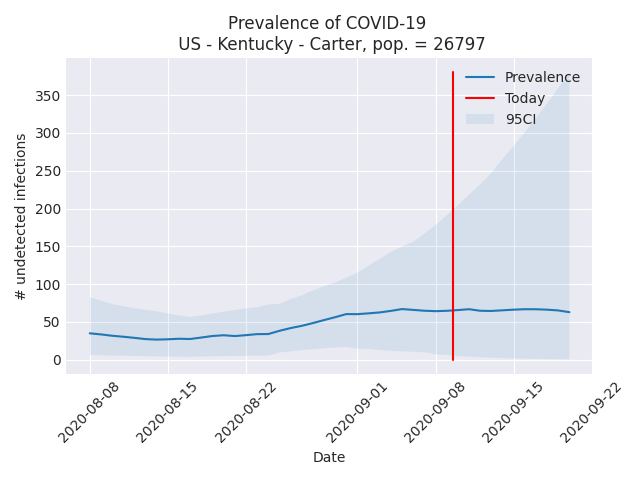 Prevalence of COVID-19
US - Kentucky - Carter, pop. = 26797
Prevalence
Today
95CI
# undetected infections
350
300
250
200
150
100
50
0
2020-08-08
2020-08-15
2020-08-22
2020-09-01
2020-09-08
2020-09-15
2020-09-22
Date